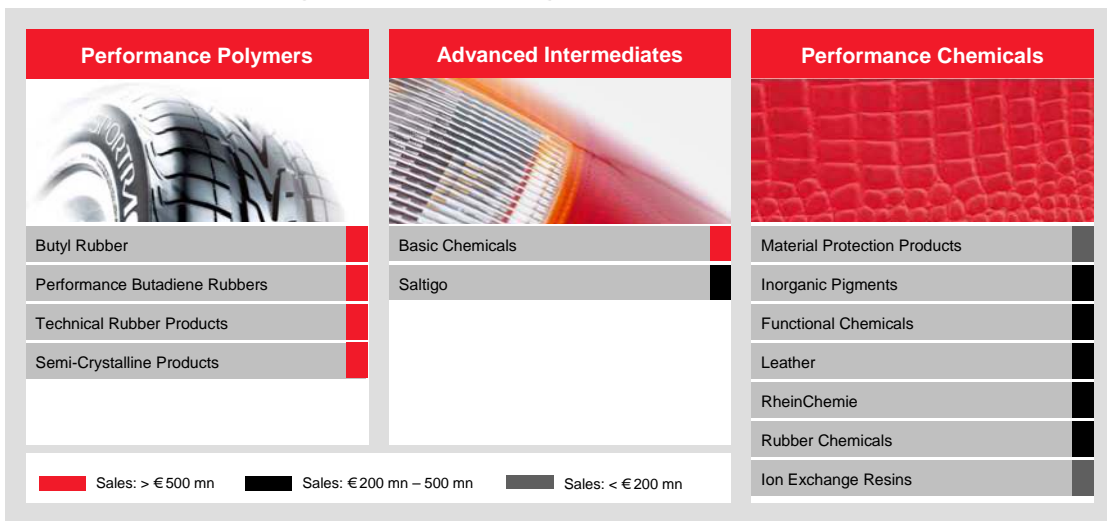 Performance Polymers
Butyl Rubber
Performance Butadiene Rubbers
Technical Rubber Products
Semi-Crystalline Products
Advanced Intermediates
Basic Chemicals
Saltigo
Performance Chemicals
Material Protection Products
Inorganic Pigments
Functional Chemicals
Leather
RheinChemie
Rubber Chemicals
Ion Exchange Resins
Sales: > €500 mn
Sales: €200 mn – 500 mn
Sales: < €200 mn